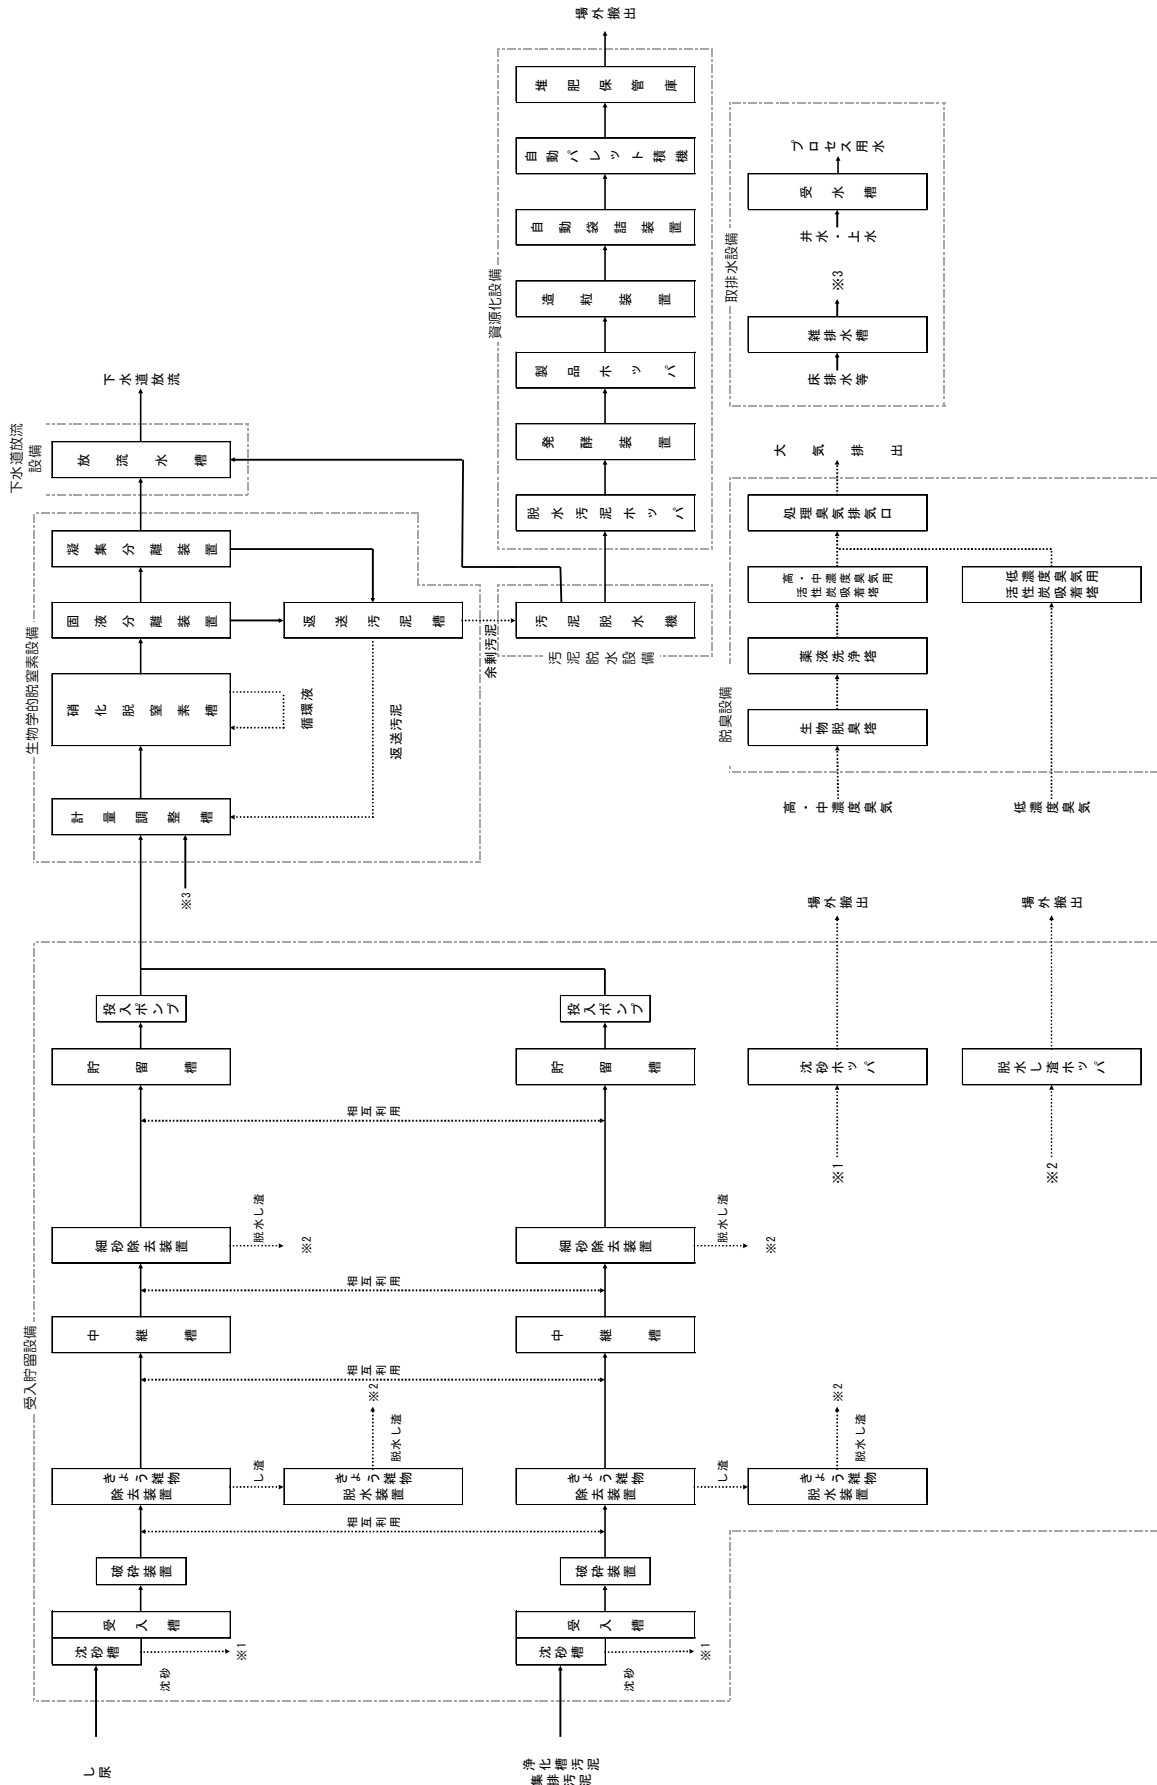 し尿
浄化槽汚泥
集排汚泥
受入貯留設備
沈砂槽
受入槽
沈砂
※1
破砕装置
相互利用
きょう雑物
除去装置
し渣
きょう雑物
脱水装置
脱水し渣
※2
相互利用
中継槽
相互利用
細砂除去装置
脱水し渣
※2
相互利用
貯留槽
投入ポンプ
沈砂槽
受入槽
沈砂
※1
破砕装置
きょう雑物
除去装置
し渣
きょう雑物
脱水装置
脱水し渣
※2
中継槽
細砂除去装置
脱水し渣
※2
貯留槽
投入ポンプ
※1
沈砂ホッパ
場外搬出
※2
脱水し渣ホッパ
場外搬出
生物学的脱窒素設備
※3
計量調整槽
硝化脱窒素槽
循環液
固液分離装置
凝集分離装置
返送汚泥槽
返送汚泥
余剰汚泥
下水道放流
設備
放流水槽
下水道放流
汚泥脱水設備
汚泥脱水機
資源化設備
脱水汚泥ホッパ
発酵装置
製品ホッパ
造粒装置
自動袋詰装置
自動パレット積機
堆肥保管庫
場外搬出
脱臭設備
高・中濃度臭気
生物脱臭塔
薬液洗浄塔
高・中濃度臭気用
活性炭吸着塔
処理臭気排気口
大気排出
低濃度臭気
低濃度臭気用
活性炭吸着塔
取排水設備
床排水等
雑排水槽
※3
井水・上水
受水槽
プロセス用水